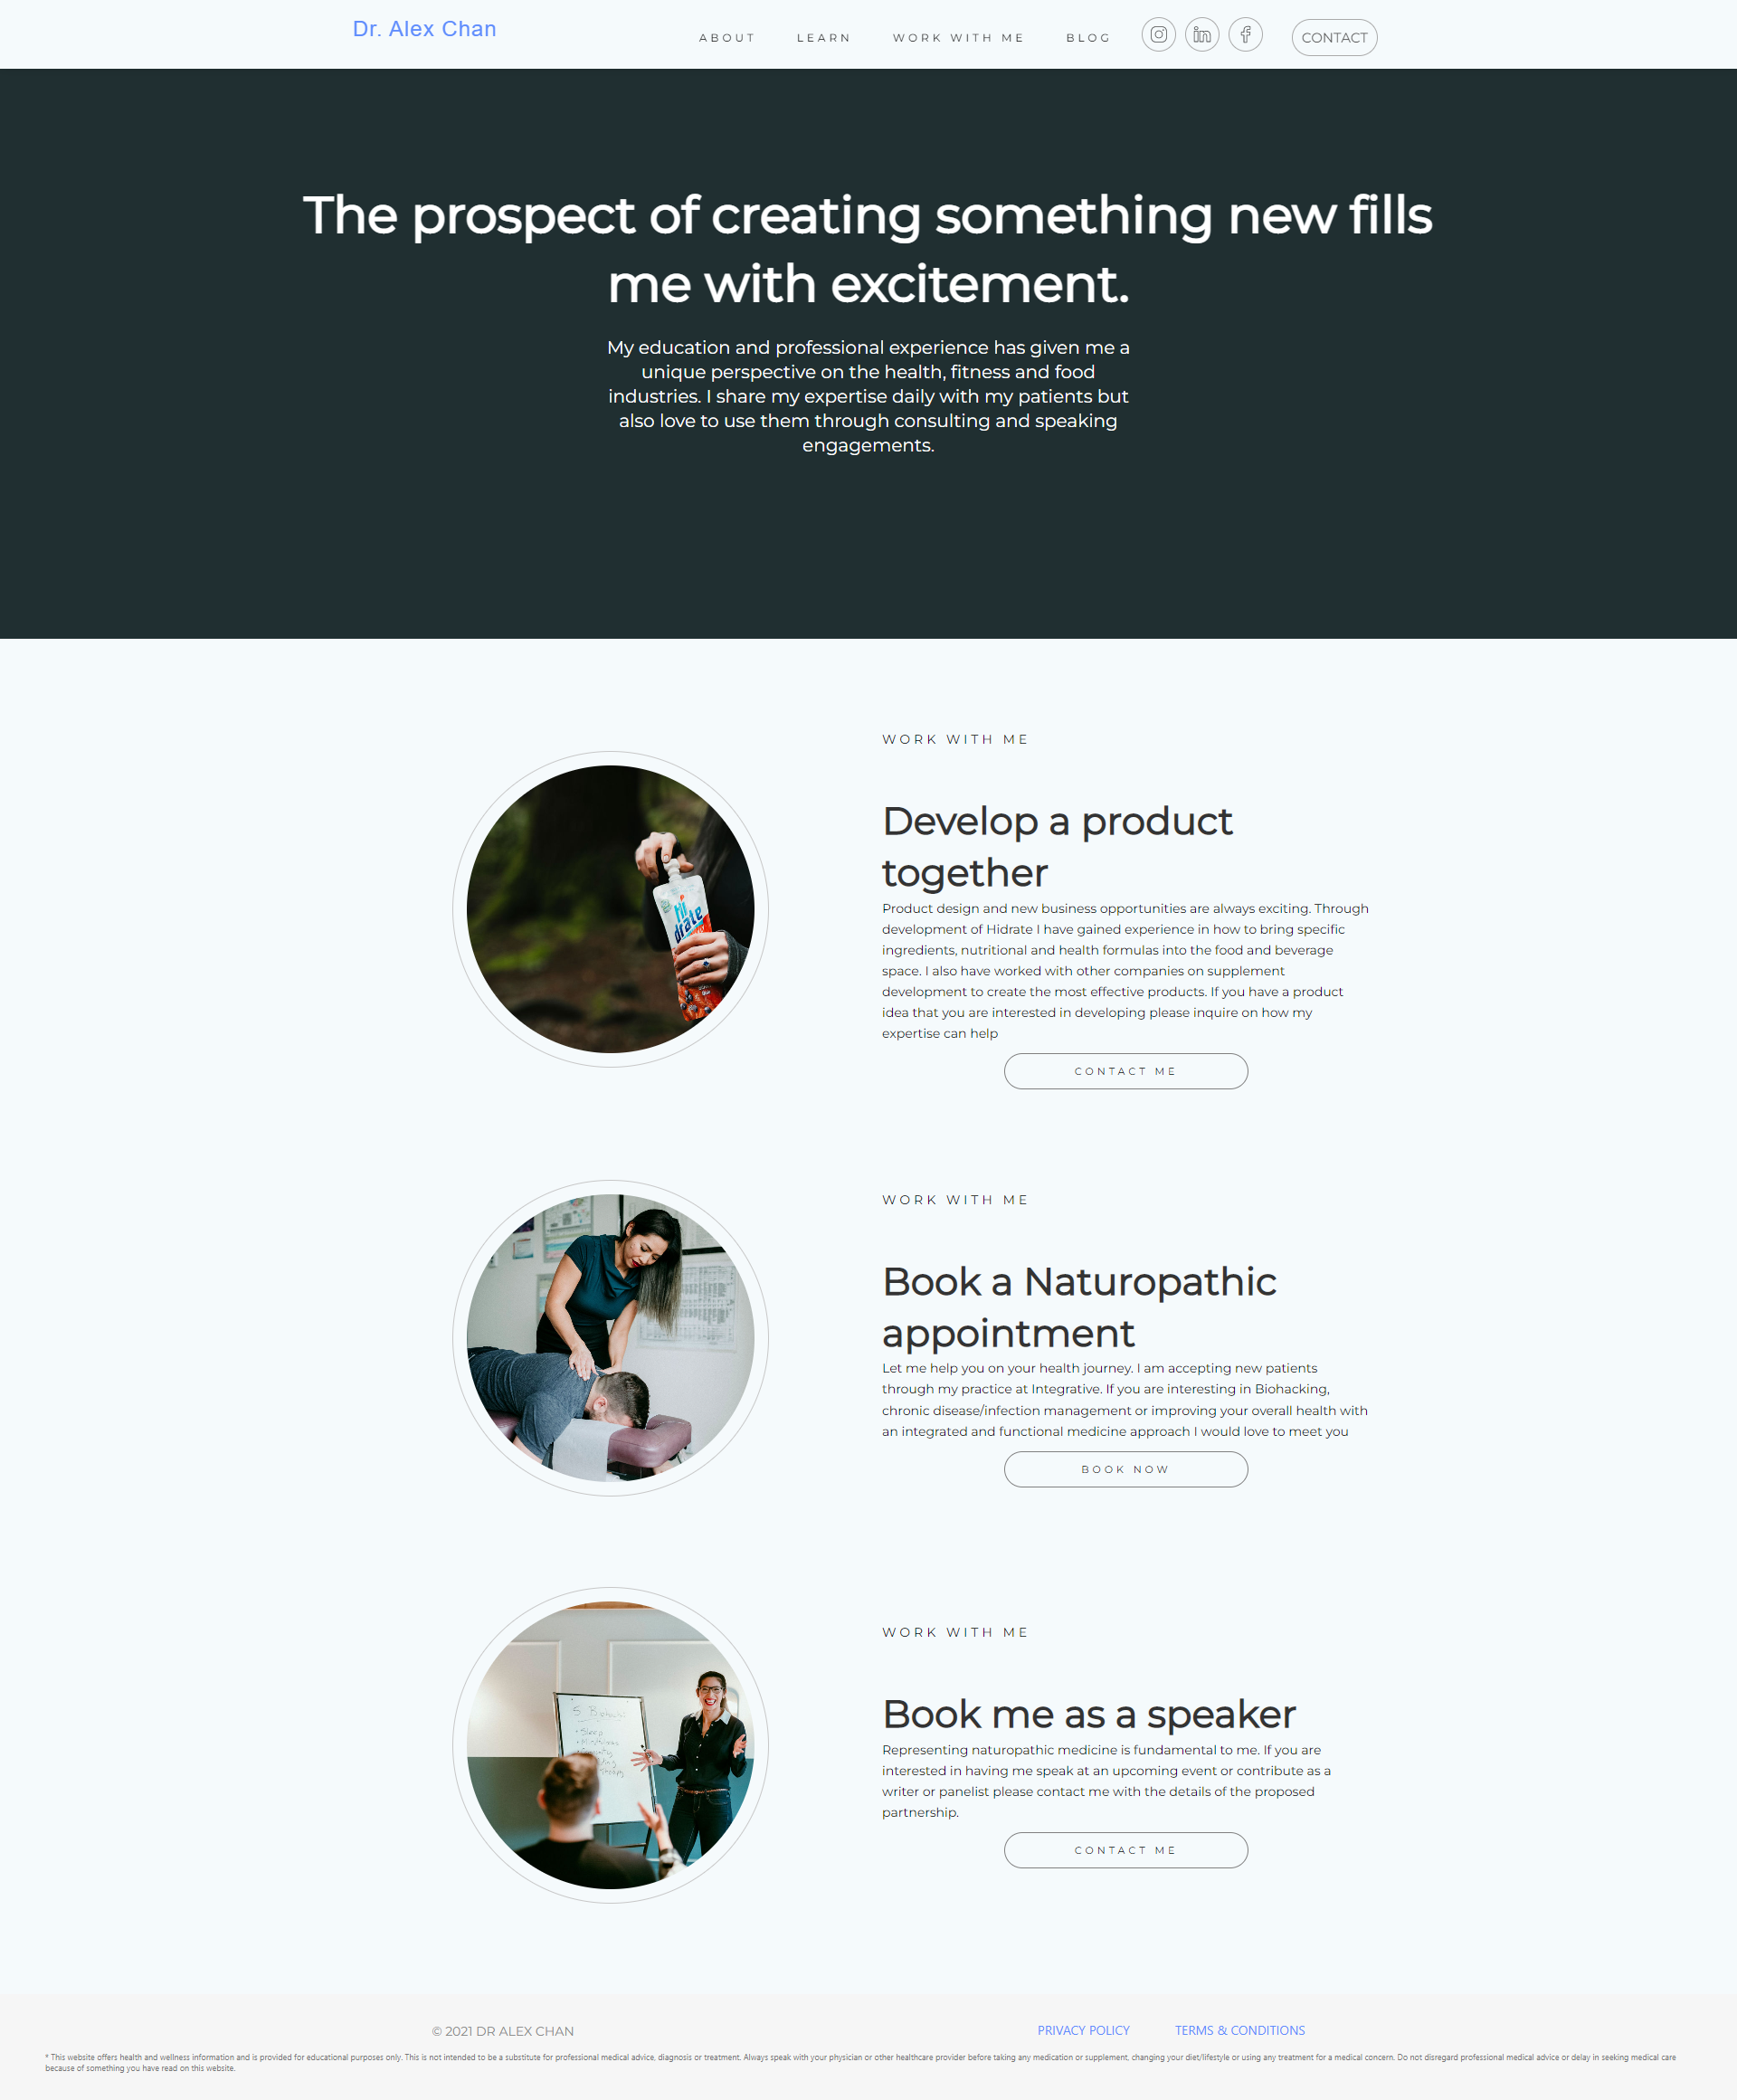 Dr. Alex Chan
ABOUT
LEARN
WORK WITH ME
BLOG
CONTACT
The prospect of creating something new fills
me with excitement.
My education and professional experience has given me a
unique perspective on the health, fitness and food
industries. I share my expertise daily with my patients but
also love to use them through consulting and speaking
engagements.
WORK WITH ME
Develop a product
together
Product design and new business opportunities are always exciting. Through
development of Hidrate I have gained experience in how to bring specific
ingredients, nutritional and health formulas into the food and beverage
space. I also have worked with other companies on supplement
development to create the most effective products. If you have a product
idea that you are interested in developing please inquire on how my
expertise can help
Hi
drate
CONTACT ME
WORK WITH ME
Book a Naturopathic
appointment
Let me help you on your health journey. I am accepting new patients
through my practice at Integrative. If you are interesting in Biohacking,
chronic disease/infection management or improving your overall health with
an integrated and functional medicine approach I would love to meet you
BOOK NOW
WORK WITH ME
Book me as a speaker
Representing naturopathic medicine is fundamental to me. If you are
interested in having me speak at an upcoming event or contribute as a
writer or panelist please contact me with the details of the proposed
partnership.
• Sleep
CONTACT ME
© 2021 DR ALEX CHAN
PRIVACY POLICY
TERMS & CONDITIONS
* This website offers health and wellness information and is provided for educational purposes only. This is not intended to be a substitute for professional medical advice, diagnosis or treatment. Always speak with your physician or other healthcare provider before taking any medication or supplement, changing your diet/lifestyle or using any treatment for a medical concern. Do not disregard professional medical advice or delay in seeking medical care
because of something you have read on this website.